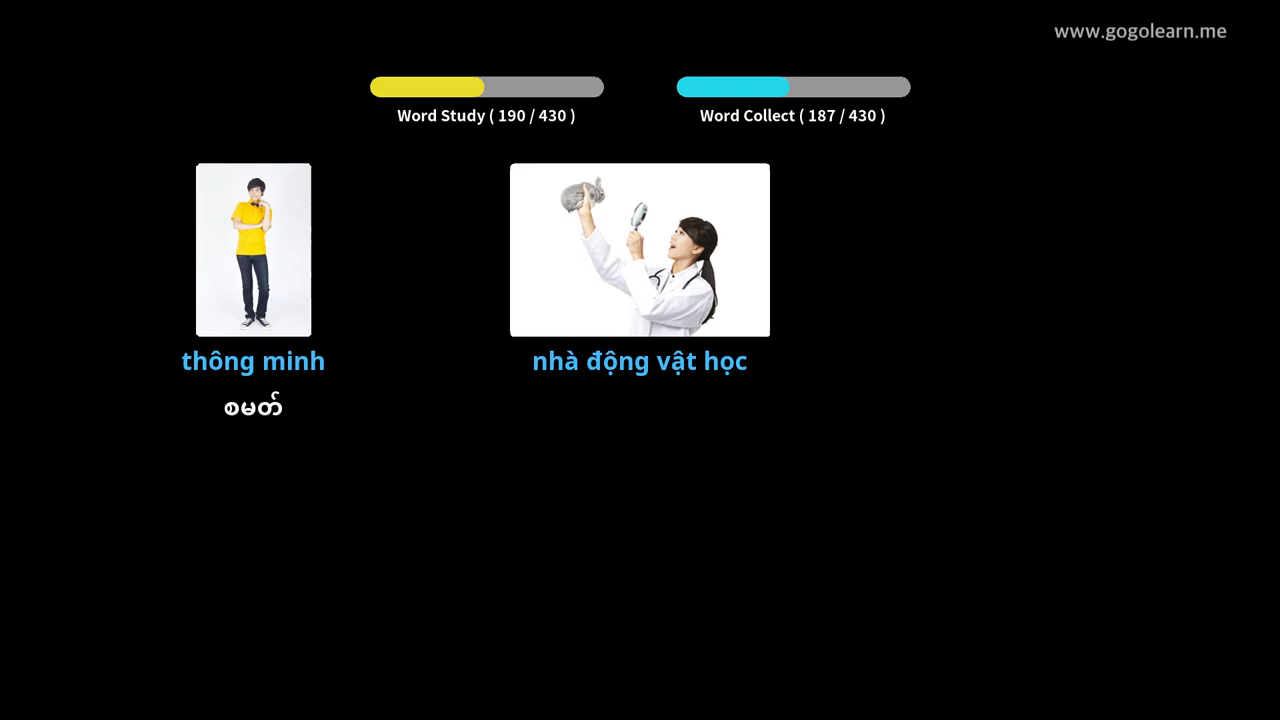 www.gogolearn.me
Word Study ( 190 / 430 )
Word Collect ( 187 / 430 )
thông minh
nhà động vật học
စမတ်